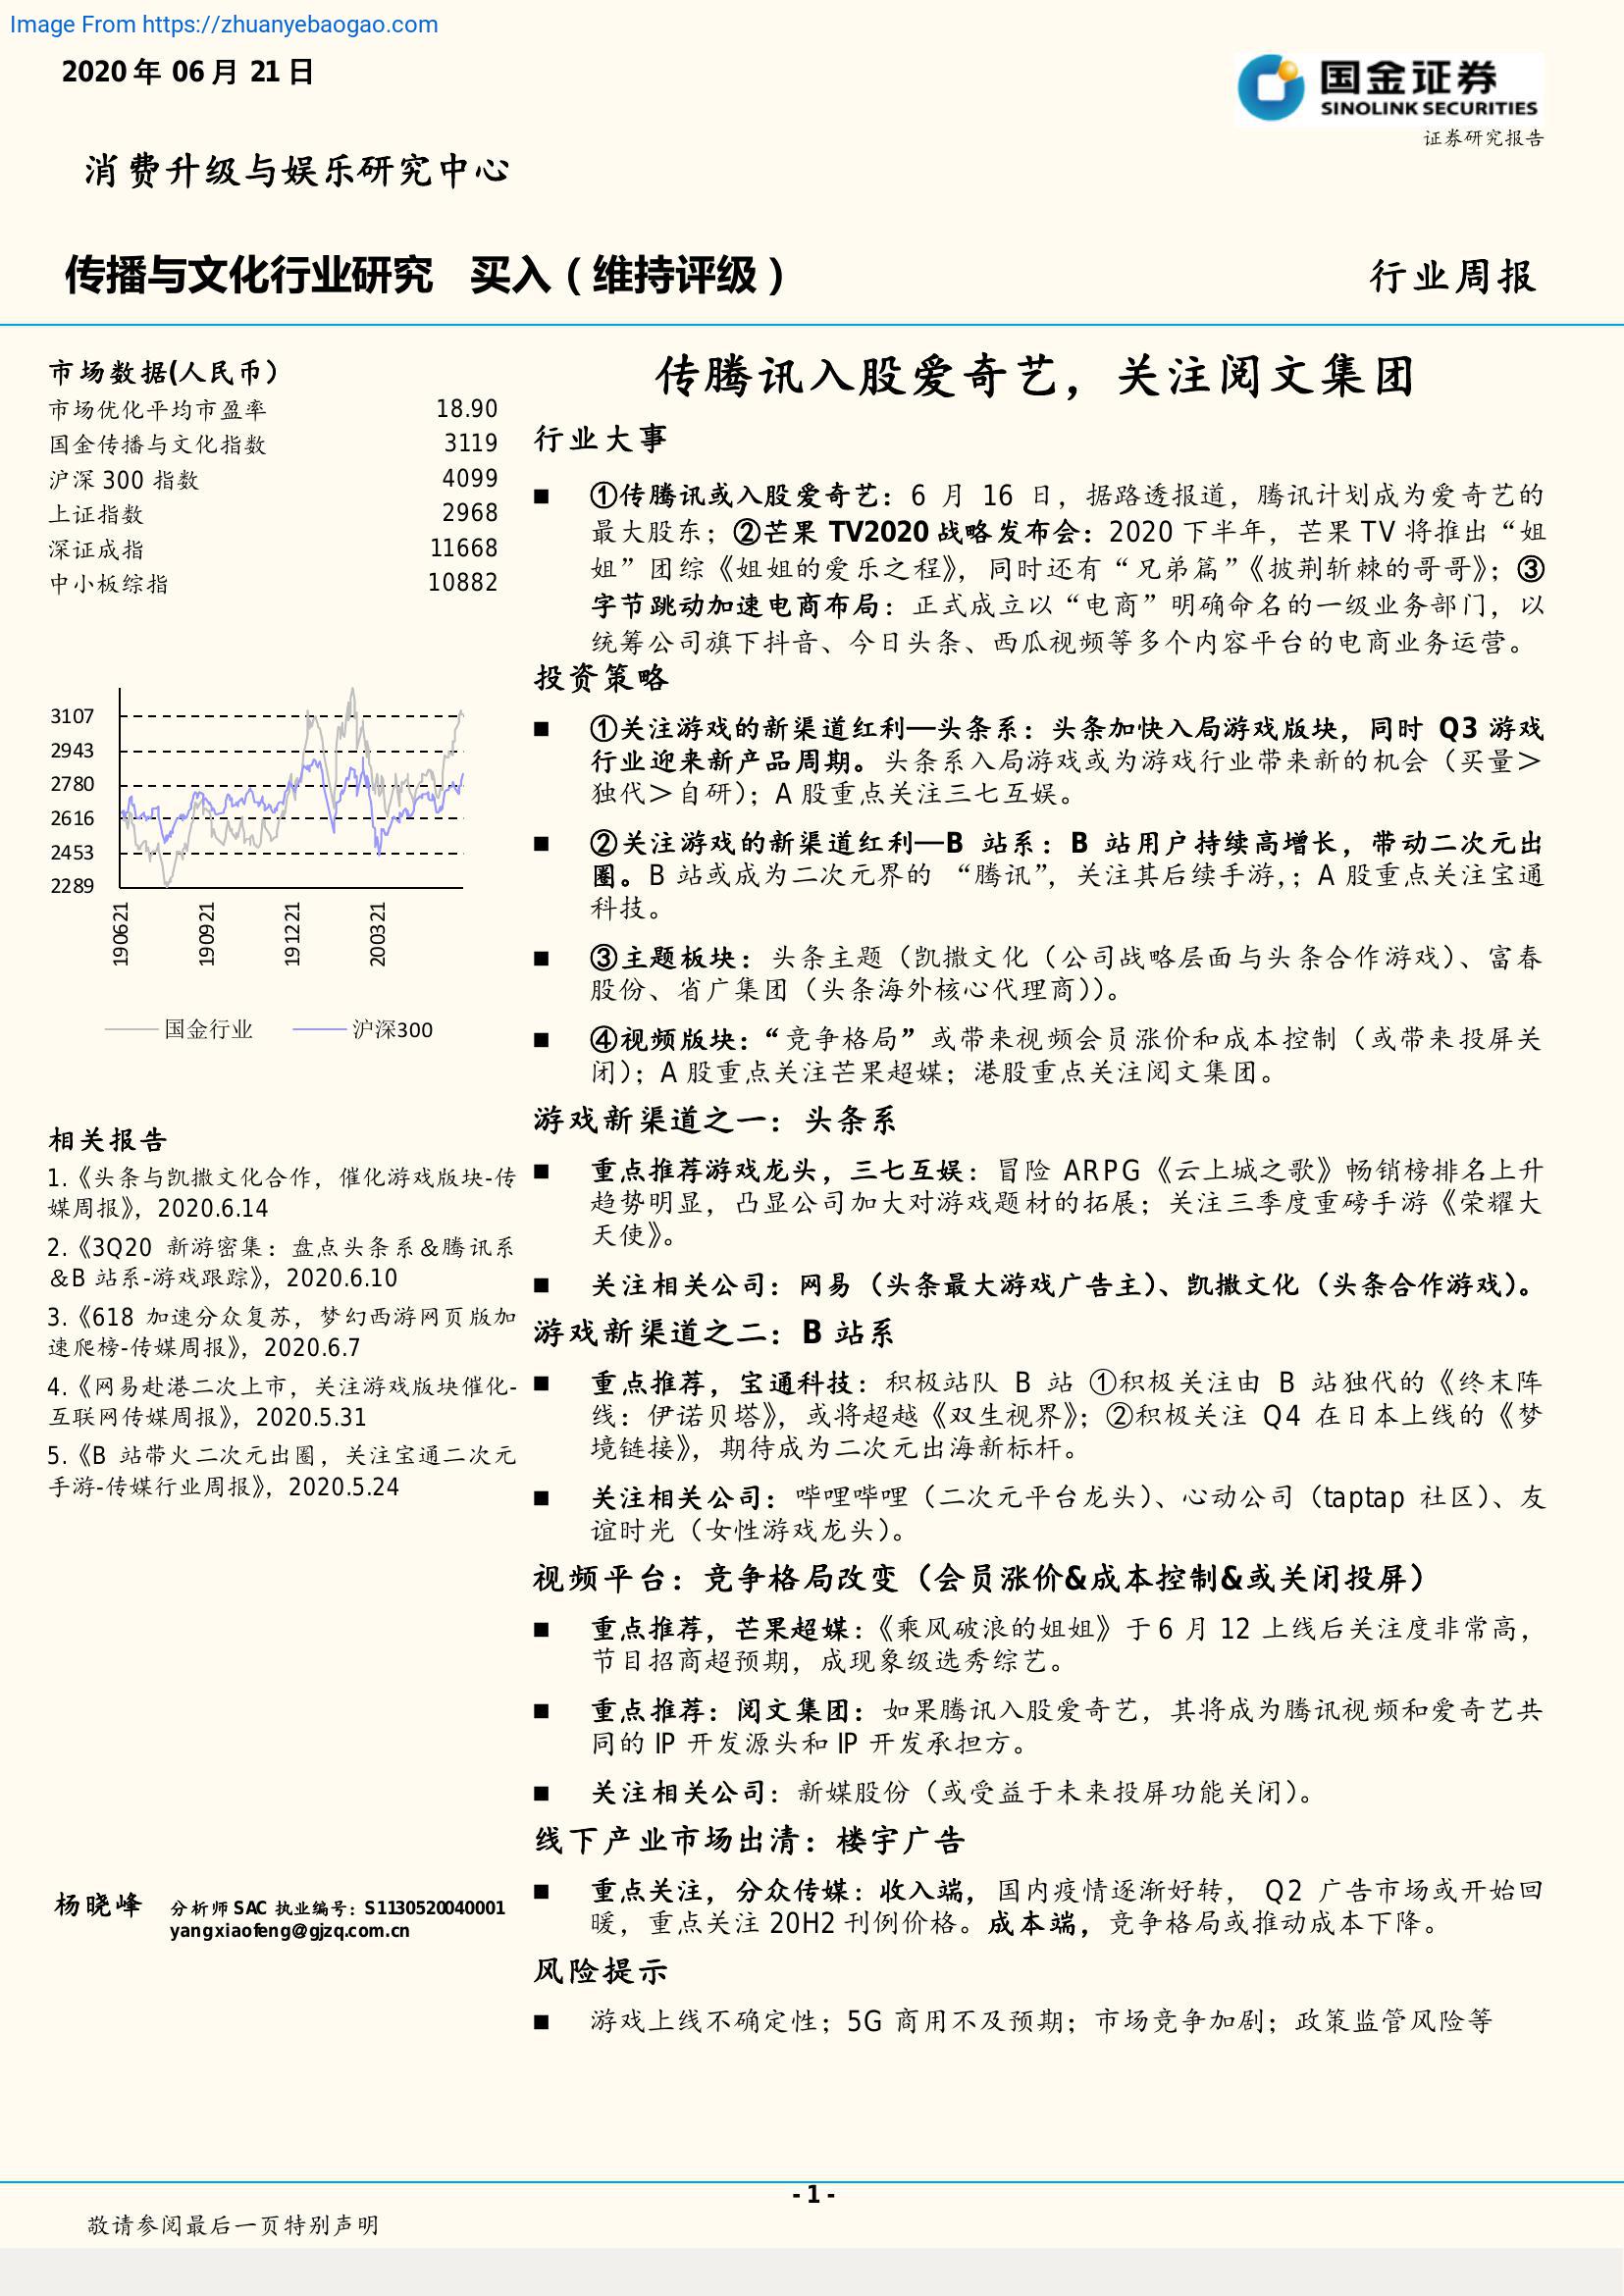 Image From https://zhuanyebaogao.com
2020 年 06 月 21 日
国金证券
SINOLINK SECURITIES
证券研究报告
消费升级与娱乐研究中心
传播与文化行业研究 买入（维持评级）
行业周报
市场数据(人民币）
市场优化平均市盈率 18.90
国金传播与文化指数 3119
沪深 300 指数 4099
上证指数 2968
深证成指 11668
中小板综指 10882
3107
2943
2780
2616
2453
2289
190621
190921
191221
200321
国金行业 沪深300
相关报告
1.《头条与凯撒文化合作，催化游戏版块-传
媒周报》，2020.6.14
2.《3Q20 新游密集：盘点头条系＆腾讯系
＆B 站系-游戏跟踪》，2020.6.10
3.《618 加速分众复苏，梦幻西游网页版加
速爬榜-传媒周报》，2020.6.7
4.《网易赴港二次上市，关注游戏版块催化-
互联网传媒周报》，2020.5.31
5.《B 站带火二次元出圈，关注宝通二次元
手游-传媒行业周报》，2020.5.24
杨晓峰 分析师 SAC 执业编号：S1130520040001
yangxiaofeng@gjzq.com.cn
传腾讯入股爱奇艺，关注阅文集团
行业大事
■ ①传腾讯或入股爱奇艺：6 月 16 日，据路透报道，腾讯计划成为爱奇艺的
最大股东；②芒果 TV2020 战略发布会：2020 下半年，芒果 TV 将推出“姐
姐”团综《姐姐的爱乐之程》，同时还有“兄弟篇”《披荆斩棘的哥哥》；③
字节跳动加速电商布局：正式成立以“电商”明确命名的一级业务部门，以
统筹公司旗下抖音、今日头条、西瓜视频等多个内容平台的电商业务运营。
投资策略
■ ①关注游戏的新渠道红利—头条系：头条加快入局游戏版块，同时 Q3 游戏
行业迎来新产品周期。头条系入局游戏或为游戏行业带来新的机会（买量＞
独代＞自研）；A 股重点关注三七互娱。
■ ②关注游戏的新渠道红利—B 站系：B 站用户持续高增长，带动二次元出
圈。B 站或成为二次元界的 “腾讯”，关注其后续手游，；A 股重点关注宝通
科技。
■ ③主题板块：头条主题（凯撒文化（公司战略层面与头条合作游戏）、富春
股份、省广集团（头条海外核心代理商））。
■ ④视频版块：“竞争格局”或带来视频会员涨价和成本控制（或带来投屏关
闭）；A 股重点关注芒果超媒；港股重点关注阅文集团。
游戏新渠道之一：头条系
■ 重点推荐游戏龙头，三七互娱：冒险 ARPG《云上城之歌》畅销榜排名上升
趋势明显，凸显公司加大对游戏题材的拓展；关注三季度重磅手游《荣耀大
天使》。
■ 关注相关公司：网易（头条最大游戏广告主）、凯撒文化（头条合作游戏）。
游戏新渠道之二：B 站系
■ 重点推荐，宝通科技：积极站队 B 站 ①积极关注由 B 站独代的《终末阵
线：伊诺贝塔》，或将超越《双生视界》；②积极关注 Q4 在日本上线的《梦
境链接》，期待成为二次元出海新标杆。
■ 关注相关公司：哔哩哔哩（二次元平台龙头）、心动公司（taptap 社区）、友
谊时光（女性游戏龙头）。
视频平台：竞争格局改变（会员涨价&成本控制&或关闭投屏）
■ 重点推荐，芒果超媒：《乘风破浪的姐姐》于 6 月 12 上线后关注度非常高，
节目招商超预期，成现象级选秀综艺。
■ 重点推荐：阅文集团：如果腾讯入股爱奇艺，其将成为腾讯视频和爱奇艺共
同的 IP 开发源头和 IP 开发承担方。
■ 关注相关公司：新媒股份（或受益于未来投屏功能关闭）。
线下产业市场出清：楼宇广告
■ 重点关注，分众传媒：收入端，国内疫情逐渐好转， Q2 广告市场或开始回
暖，重点关注 20H2 刊例价格。成本端，竞争格局或推动成本下降。
风险提示
■ 游戏上线不确定性；5G 商用不及预期；市场竞争加剧；政策监管风险等
- 1 -
敬请参阅最后一页特别声明